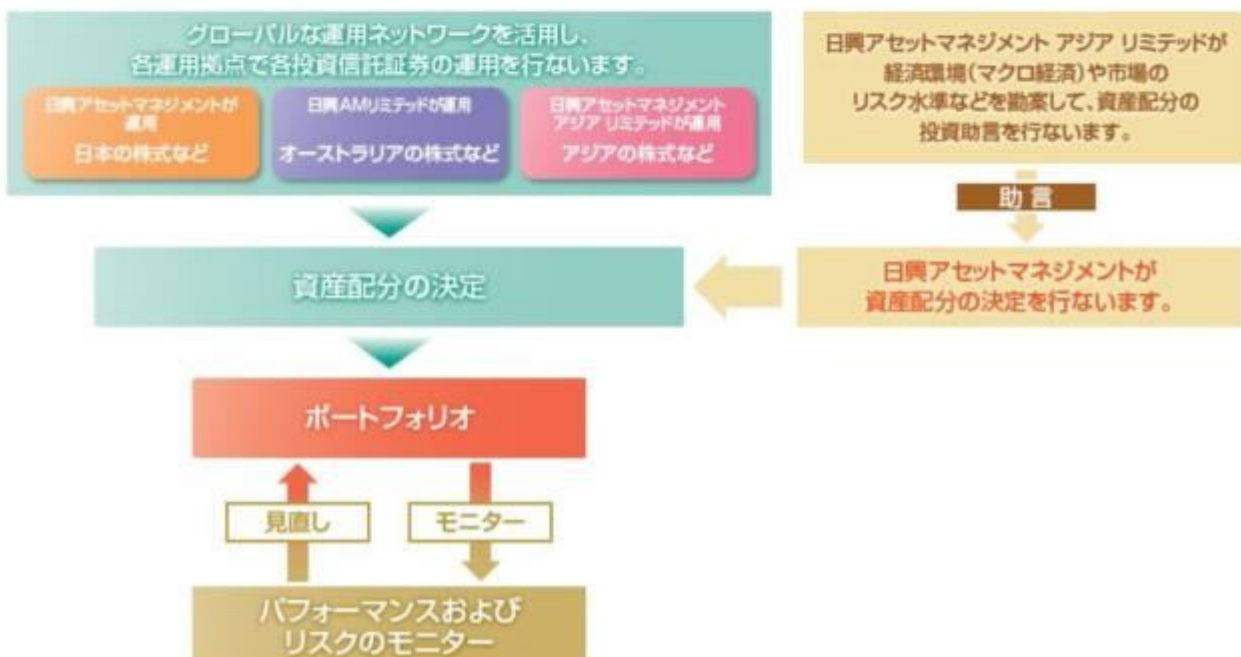 グローバルな運用ネットワークを活用し、
各運用拠点で各投資信託証券の運用を行ないます。
日興アセットマネジメントが
運用
日本の株式など
日興AMリミテッドが運用
オーストラリアの株式など
日興アセットマネジメント
アジア リミテッドが運用
アジアの株式など
日興アセットマネジメント アジア リミテッドが
経済環境(マクロ経済)や市場の
リスク水準などを勘案して、資産配分の
投資助言を行ないます。
助言
日興アセットマネジメントが
資産配分の決定を行ないます。
資産配分の決定
ポートフォリオ
見直し
モニター
パフォーマンスおよび
リスクのモニター